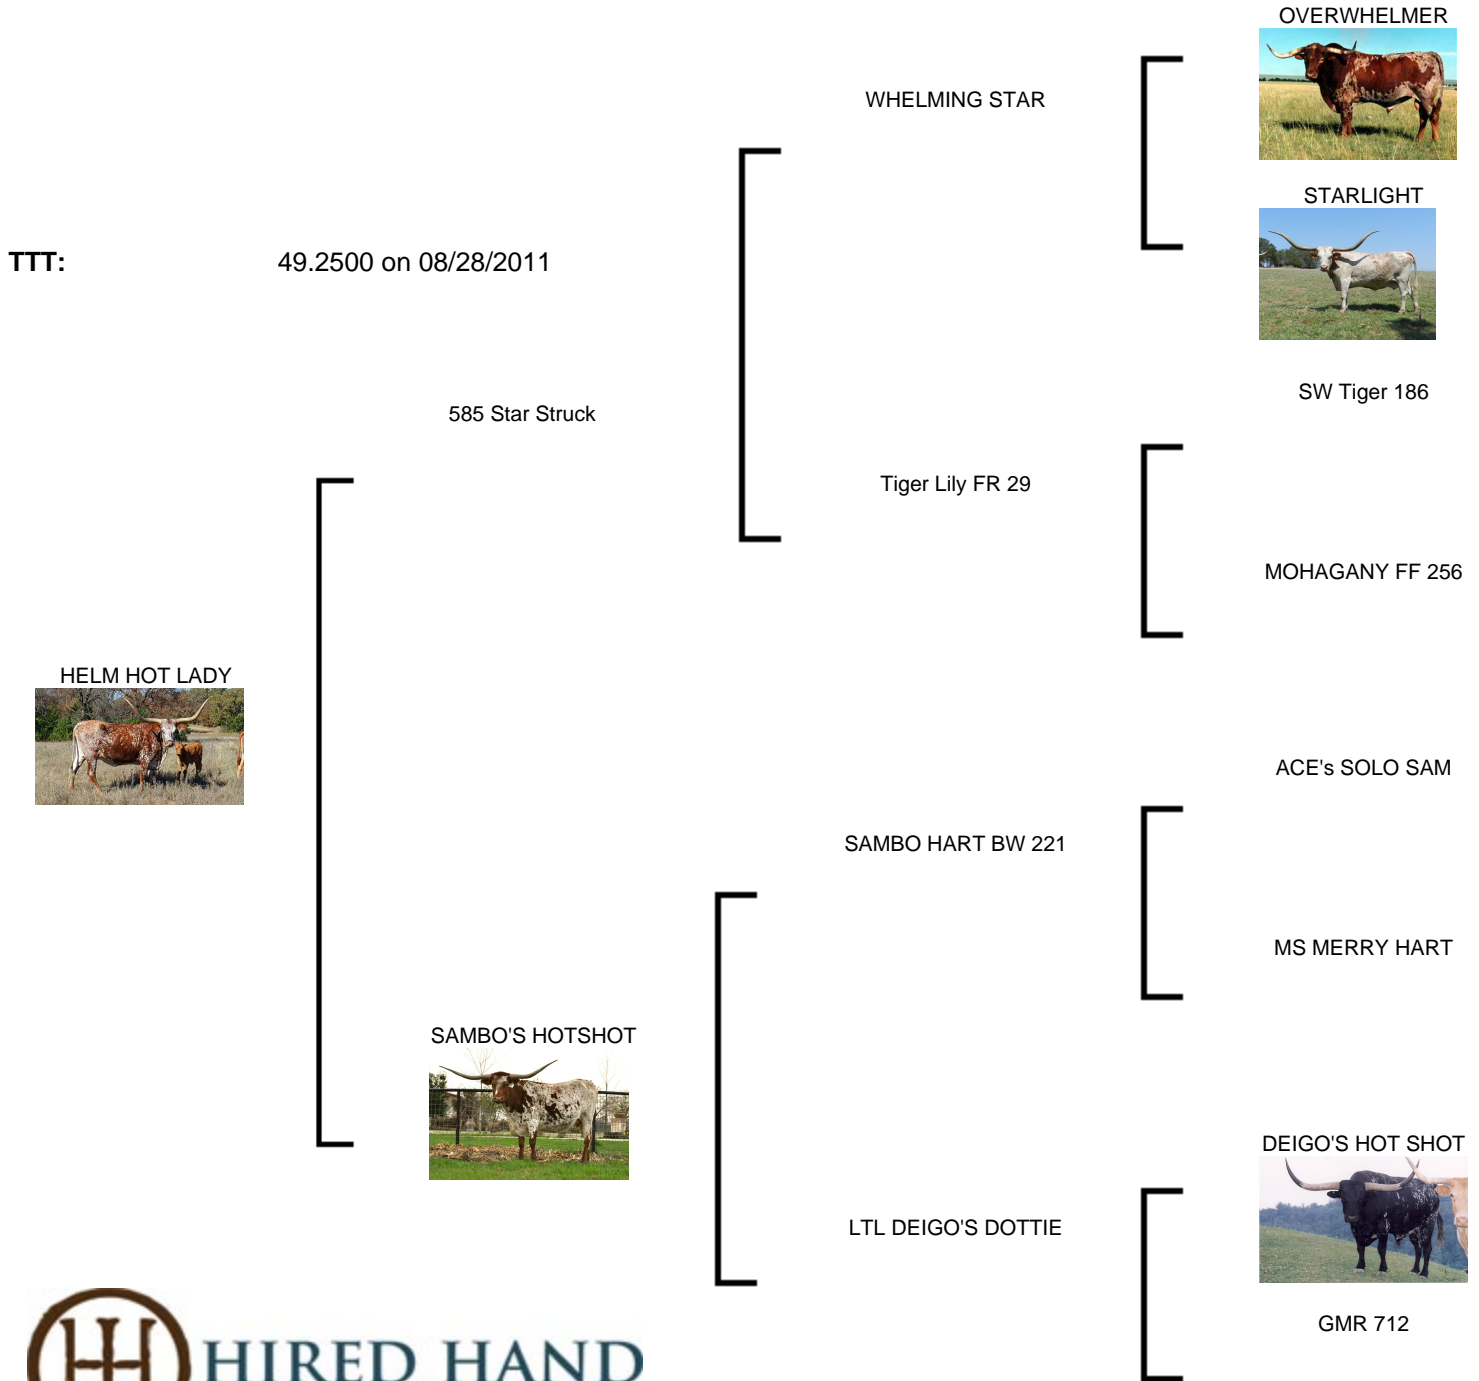 OVERWHELMER
WHELMING STAR
STARLIGHT
TTT: 49.2500 on 08/28/2011
SW Tiger 186
585 Star Struck
Tiger Lily FR 29
MOHAGANY FF 256
HELM HOT LADY
ACE's SOLO SAM
SAMBO HART BW 221
MS MERRY HART
SAMBO'S HOTSHOT
DEIGO'S HOT SHOT
LTL DEIGO'S DOTTIE
GMR 712
HIRED HAND